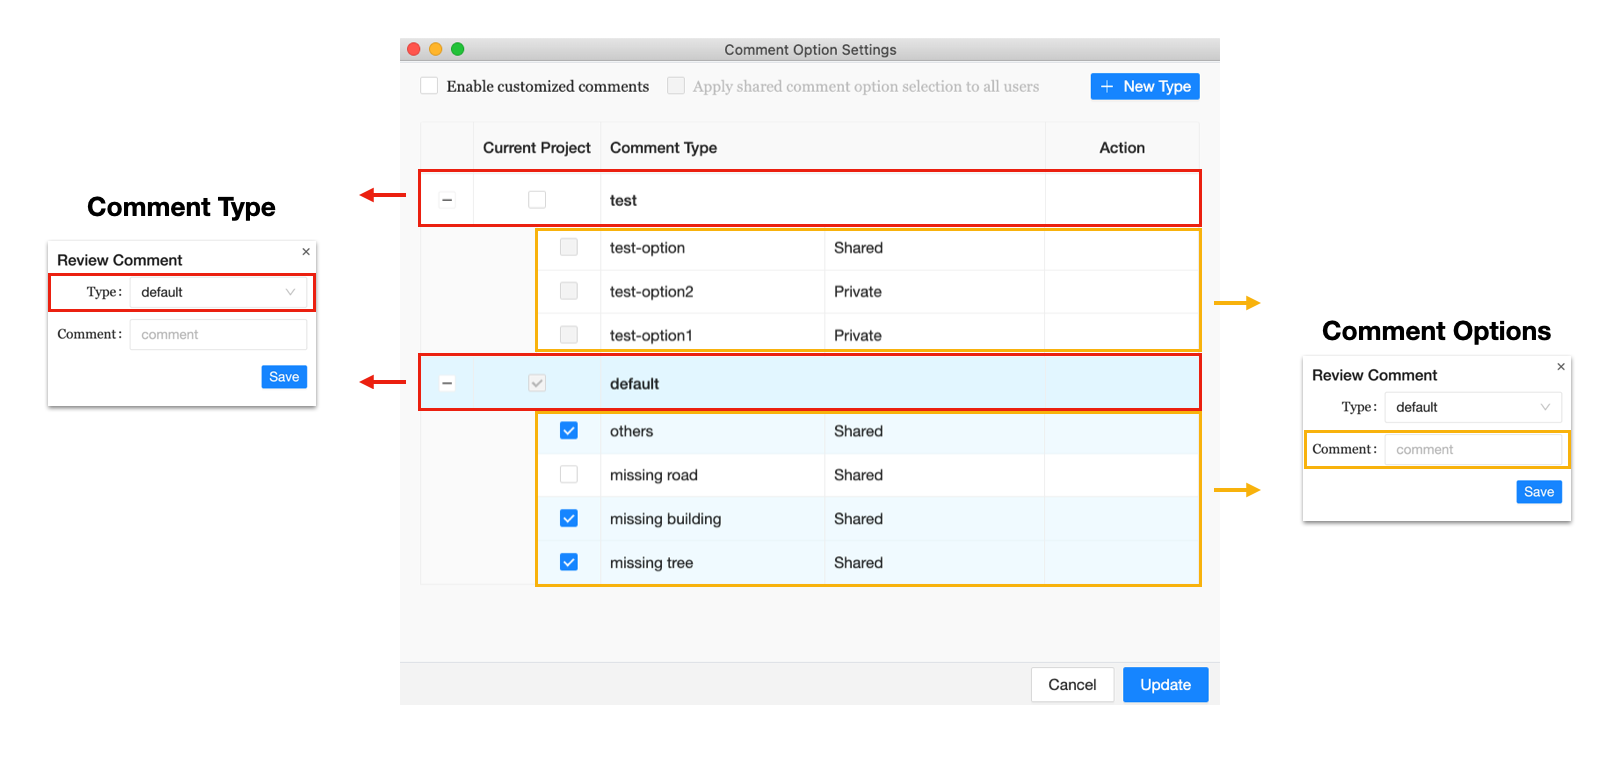 Comment Option Settings
Enable customized comments Apply shared comment option selection to all users + New Type
Current Project Comment Type Action
test
test-option Shared
test-option2 Private
test-option1 Private
default
others Shared
missing road Shared
missing building Shared
missing tree Shared
Cancel Update
Comment Type
Review Comment
Type: default
Comment: comment
Save
Comment Options
Review Comment
Type: default
Comment: comment
Save